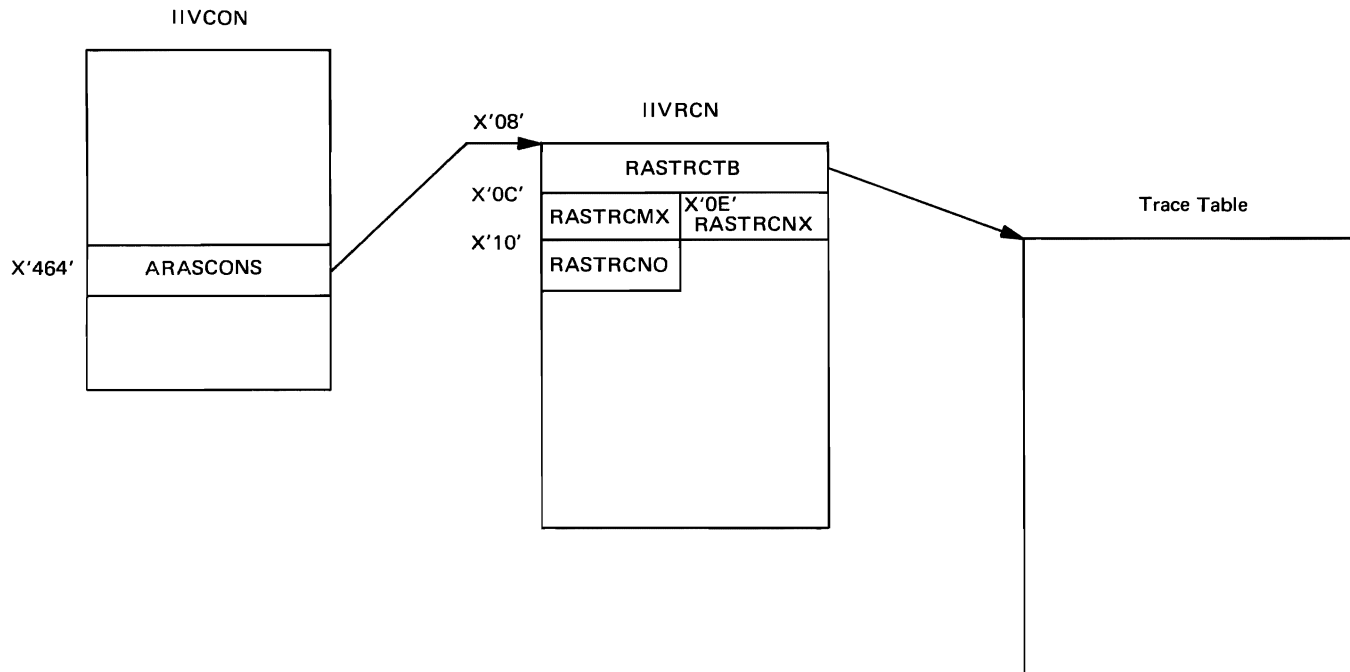 IIVCON
X'464'
ARASCONS
IIVRCN
X'08'
RASTRCTB
X'0C'
RASTRCMX
X'0E'
RASTRCNX
X'10'
RASTRCNO
Trace Table